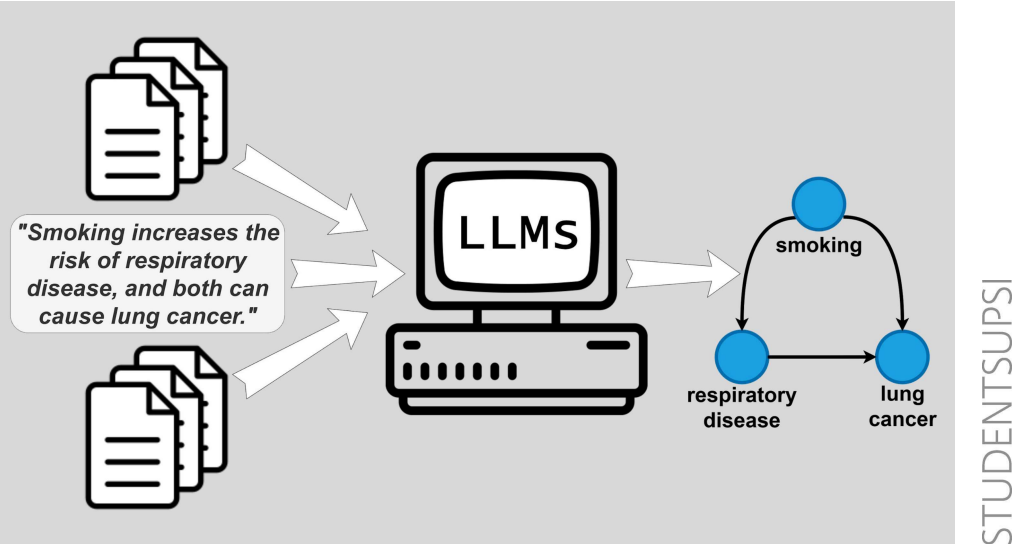 "Smoking increases the
risk of respiratory
disease, and both can
cause lung cancer."
LLMs
smoking
respiratory
disease
lung
cancer
STUDENTSUPSI